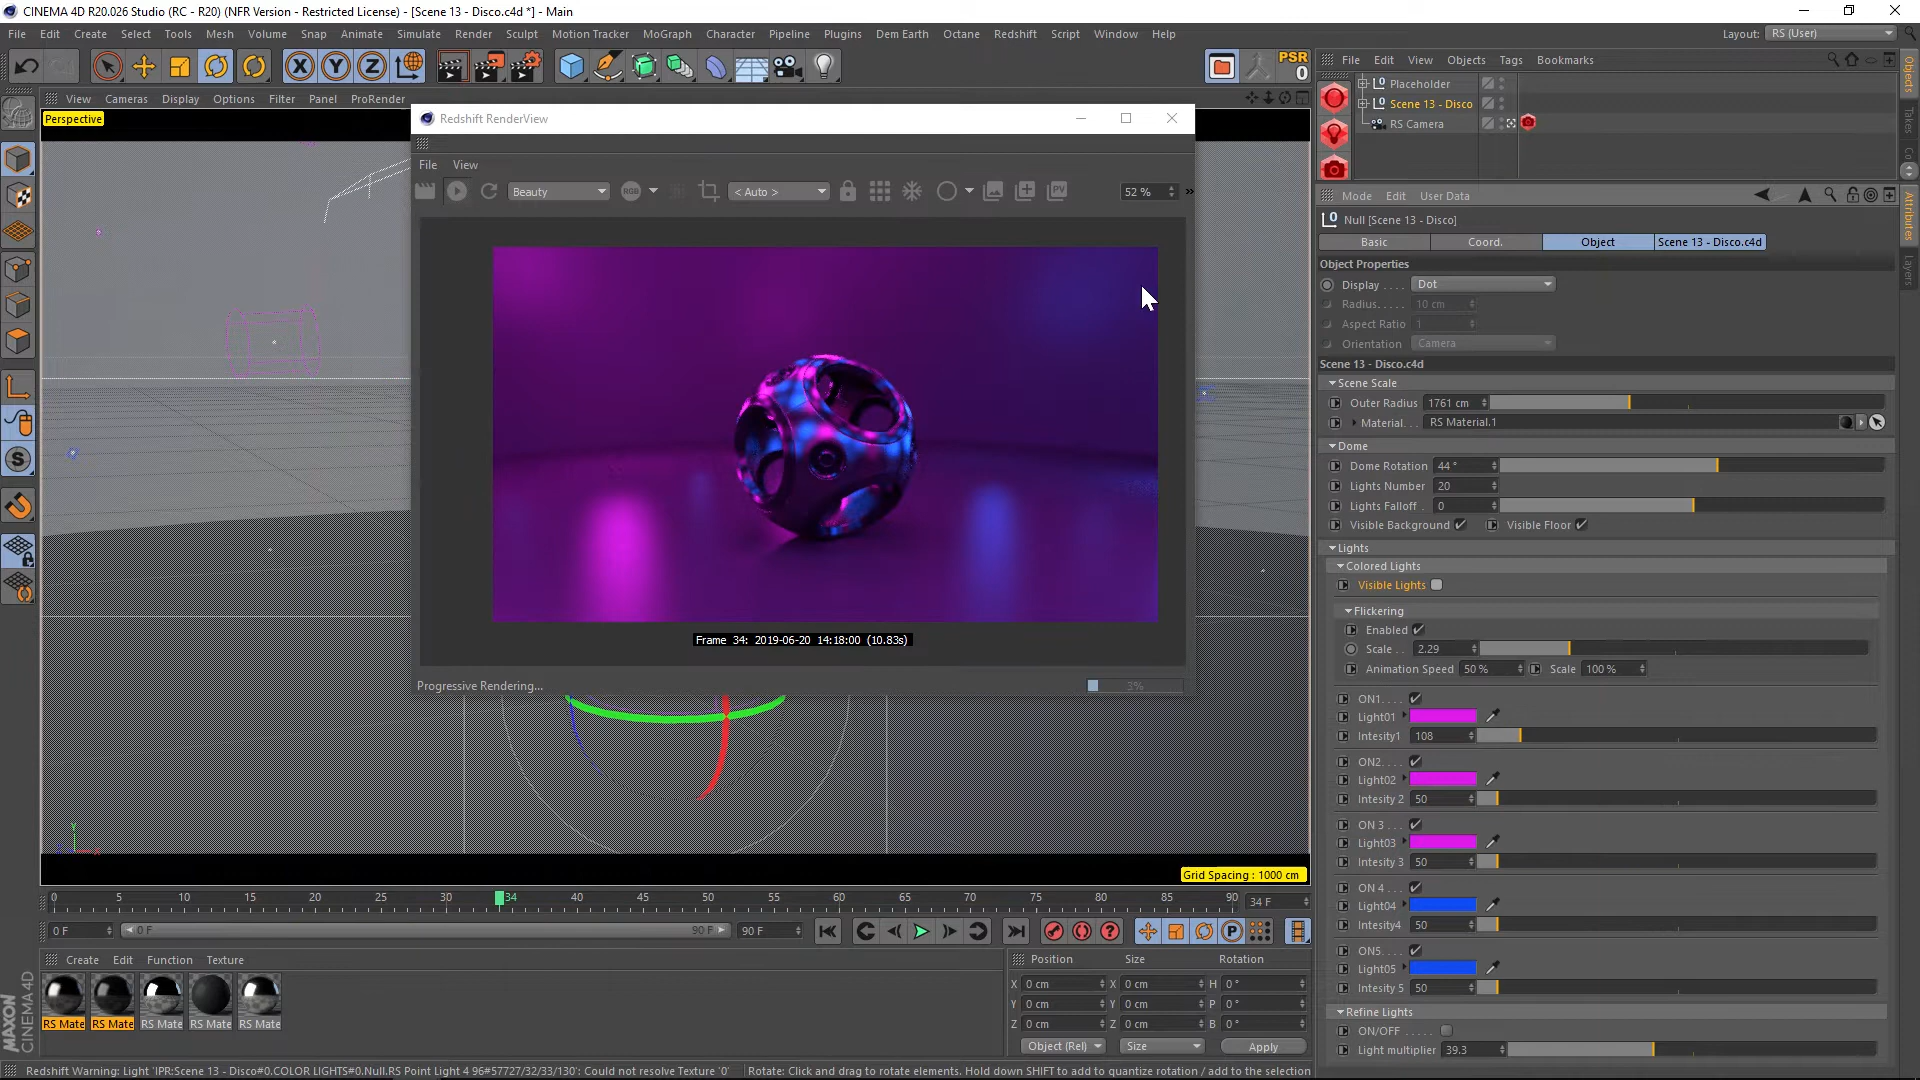 CINEMA 4D R20.026 Studio (RC - R20) (NFR Version - Restricted License) - [Scene 13 - Disco.c4d *] - Main
File Edit Create Select Tools Mesh Volume Snap Animate Simulate Render Sculpt Motion Tracker MoGraph Character Pipeline Plugins Dem Earth Octane Redshift Script Window Help
Layout: RS (User)
PSR
0
View Cameras Display Options Filter Panel ProRender
Perspective
Redshift RenderView
File View
Beauty
RGB
< Auto >
PV
52 %
Frame 34: 2019-06-20 14:18:00 (10.83s)
Progressive Rendering...
3%
Grid Spacing : 1000 cm
0 5 10 15 20 25 30 34 40 45 50 55 60 65 70 75 80 85 90
34 F
0 F
0 F
90 F
90 F
Create Edit Function Texture
RS Mate RS Mate RS Mate RS Mate RS Mate
MAXON
CINEMA 4D
Position Size Rotation
X 0 cm X 0 cm H 0 °
Y 0 cm Y 0 cm P 0 °
Z 0 cm Z 0 cm B 0 °
Object (Rel) Size Apply
Redshift Warning: Light 'IPR:Scene 13 - Disco#0.COLOR LIGHTS#0.Null.RS Point Light 4 96#57727/32/33/130': Could not resolve Texture '0'
Rotate: Click and drag to rotate elements. Hold down SHIFT to add to quantize rotation / add to the selection
File Edit View Objects Tags Bookmarks
Placeholder
Scene 13 - Disco
RS Camera
Objects
Takes
Attributes
Layers
Mode Edit User Data
Null [Scene 13 - Disco]
Basic Coord. Object Scene 13 - Disco.c4d
Object Properties
Display . . . . Dot
Radius. . . . . 10 cm
Aspect Ratio 1
Orientation Camera
Scene 13 - Disco.c4d
Scene Scale
Outer Radius 1761 cm
Material. . . RS Material.1
Dome
Dome Rotation 44 °
Lights Number 20
Lights Falloff . 0
Visible Background Visible Floor
Lights
Colored Lights
Visible Lights
Flickering
Enabled
Scale . . 2.29
Animation Speed 50 % Scale 100 %
ON1. . . .
Light01
Intesity1 108
ON2. . . .
Light02
Intesity 2 50
ON 3 . . .
Light03
Intesity 3 50
ON 4 . . .
Light04
Intesity4 50
ON5. . . .
Light05
Intesity 5 50
Refine Lights
ON/OFF . . . . .
Light multiplier 39.3